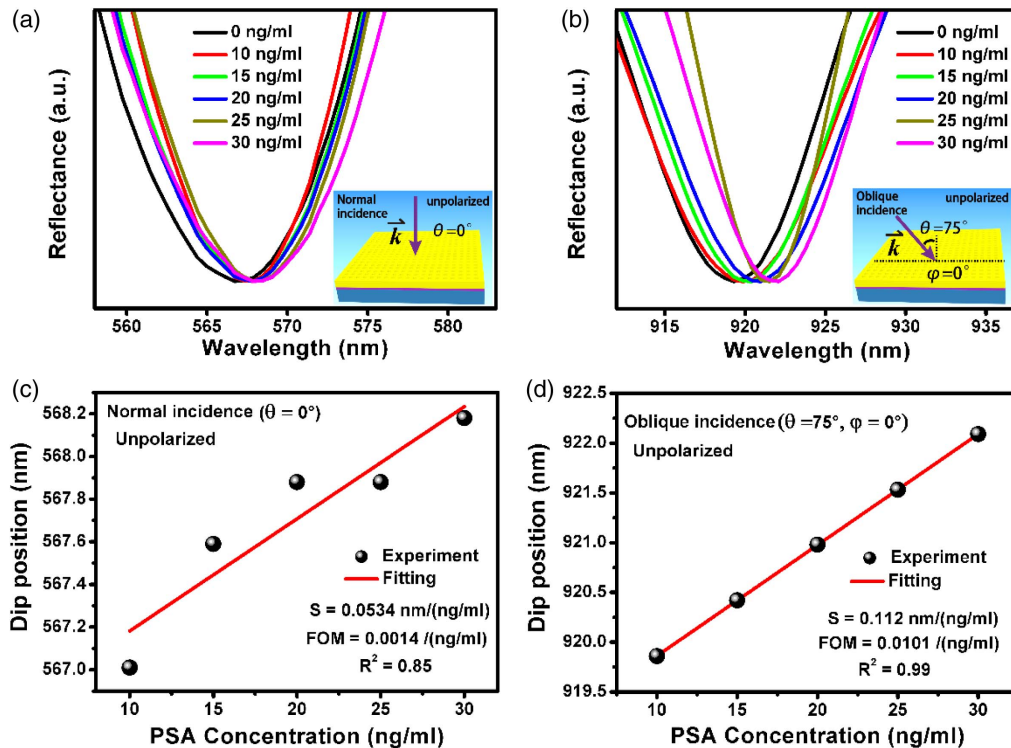 (a)
0 ng/ml
10 ng/ml
15 ng/ml
20 ng/ml
25 ng/ml
30 ng/ml
Normal incidence
unpolarized
k
θ=0°
Reflectance (a.u.)
560 565 570 575 580
Wavelength (nm)
(b)
0 ng/ml
10 ng/ml
15 ng/ml
20 ng/ml
25 ng/ml
30 ng/ml
Oblique incidence
unpolarized
θ=75°
k
φ=0°
Reflectance (a.u.)
915 920 925 930 935
Wavelength (nm)
(c)
Normal incidence (θ = 0°)
Unpolarized
568.2
568.0
567.8
567.6
567.4
567.2
567.0
Dip position (nm)
Experiment
Fitting
S = 0.0534 nm/(ng/ml)
FOM = 0.0014 /(ng/ml)
R² = 0.85
10 15 20 25 30
PSA Concentration (ng/ml)
(d)
922.5
922.0
921.5
921.0
920.5
920.0
919.5
Dip position (nm)
Oblique incidence (θ =75°, φ = 0°)
Unpolarized
Experiment
Fitting
S = 0.112 nm/(ng/ml)
FOM = 0.0101 /(ng/ml)
R² = 0.99
10 15 20 25 30
PSA Concentration (ng/ml)